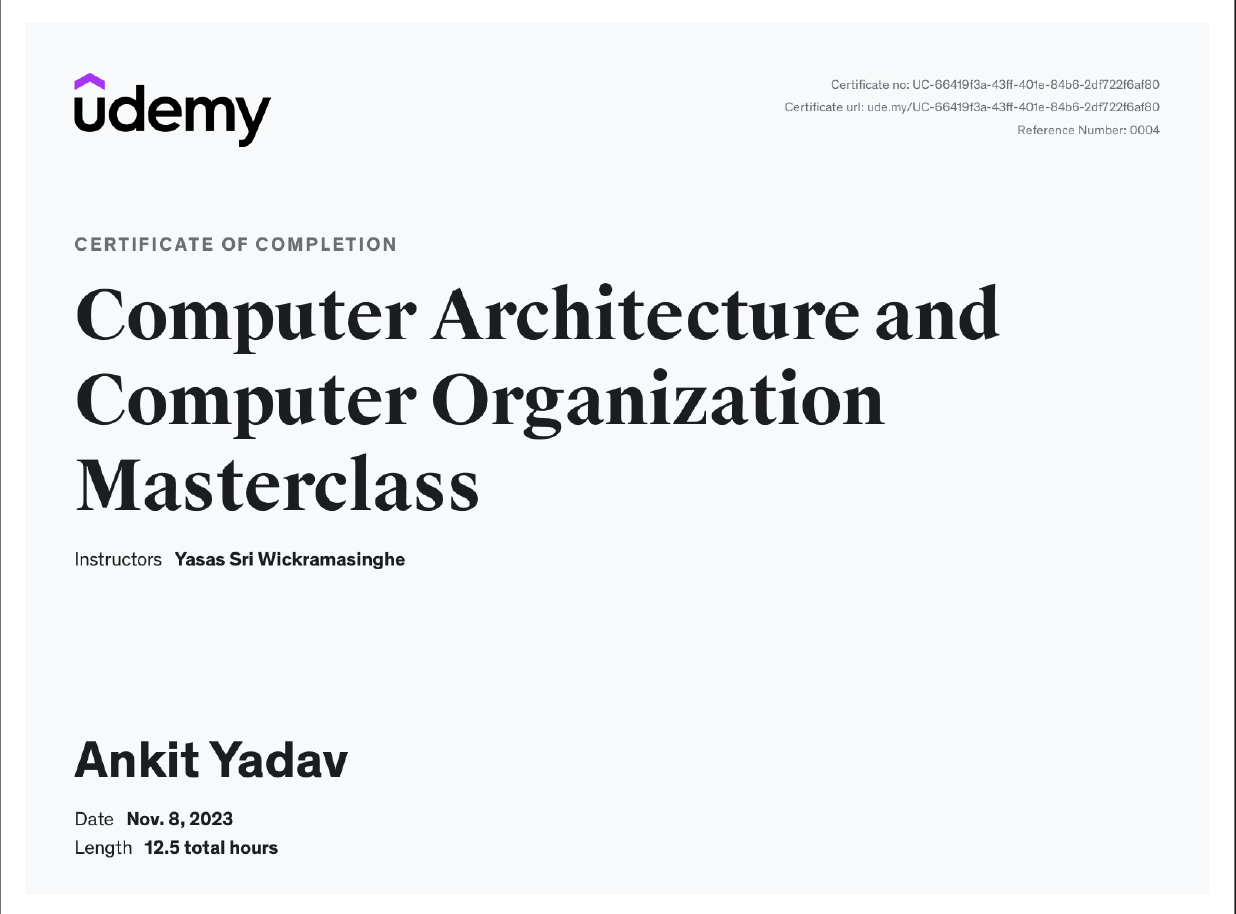 udemy
Certificate no: UC-66419f3a-43ff-401e-84b6-2df722f6af80
Certificate url: ude.my/UC-66419f3a-43ff-401e-84b6-2df722f6af80
Reference Number: 0004
CERTIFICATE OF COMPLETION
Computer Architecture and
Computer Organization
Masterclass
Instructors Yasas Sri Wickramasinghe
Ankit Yadav
Date Nov. 8, 2023
Length 12.5 total hours